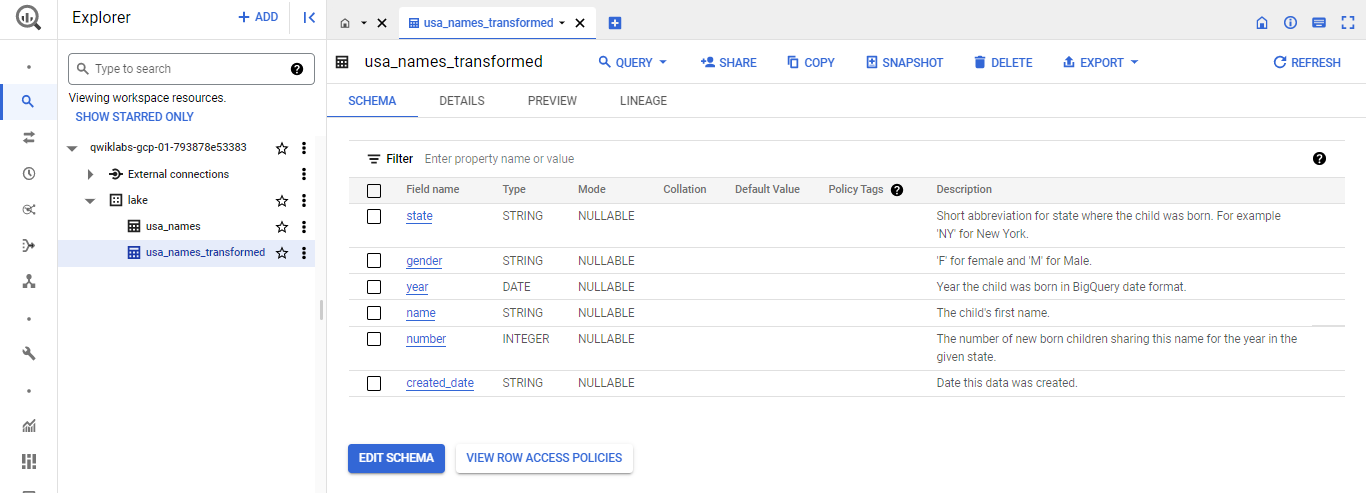 Explorer
+ ADD
usa_names_transformed
Type to search
Viewing workspace resources.
SHOW STARRED ONLY
qwiklabs-gcp-01-793878e53383
External connections
lake
usa_names
usa_names_transformed
usa_names_transformed
QUERY
SHARE
COPY
SNAPSHOT
DELETE
EXPORT
REFRESH
SCHEMA DETAILS PREVIEW LINEAGE
Filter Enter property name or value
Field name Type Mode Collation Default Value Policy Tags Description
state STRING NULLABLE Short abbreviation for state where the child was born. For example
'NY' for New York.
gender STRING NULLABLE 'F' for female and 'M' for Male.
year DATE NULLABLE Year the child was born in BigQuery date format.
name STRING NULLABLE The child's first name.
number INTEGER NULLABLE The number of new born children sharing this name for the year in the
given state.
created_date STRING NULLABLE Date this data was created.
EDIT SCHEMA VIEW ROW ACCESS POLICIES